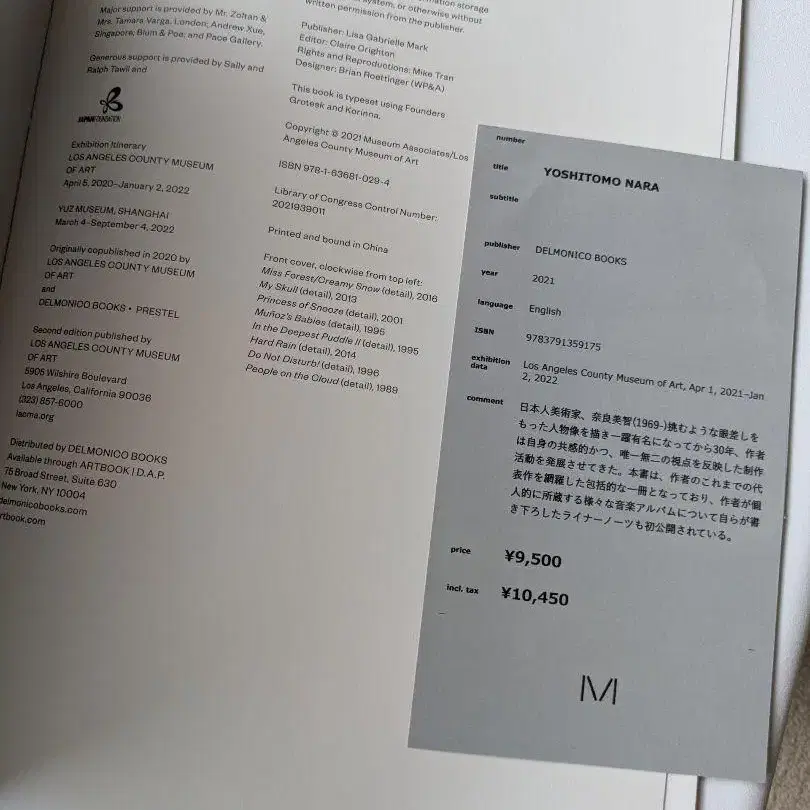 Major support is provided by Mr. Zoltan &
Mrs. Tamara Varga, London; Andrew Xue,
Singapore; Blum & Poe; and Pace Gallery.
Generous support is provided by Sally and
Ralph Tawil and
JAPANFOUNDATION
Exhibition Itinerary
LOS ANGELES COUNTY MUSEUM
OF ART
April 5, 2020–January 2, 2022
YUZ MUSEUM, SHANGHAI
March 4–September 4, 2022
Originally copublished in 2020 by
LOS ANGELES COUNTY MUSEUM
OF ART
and
DELMONICO BOOKS • PRESTEL
Second edition published by
LOS ANGELES COUNTY MUSEUM
OF ART
5905 Wilshire Boulevard
Los Angeles, California 90036
(323) 857-6000
lacma.org
Distributed by DELMONICO BOOKS
Available through ARTBOOK | D.A.P.
75 Broad Street, Suite 630
New York, NY 10004
delmonicobooks.com
artbook.com
system, or otherwise without
written permission from the publisher.
Publisher: Lisa Gabrielle Mark
Editor: Claire Crighton
Rights and Reproductions: Mike Tran
Designer: Brian Roettinger (WP&A)
This book is typeset using Founders
Grotesk and Korinna.
Copyright © 2021 Museum Associates/Los
Angeles County Museum of Art
ISBN 978-1-63681-029-4
Library of Congress Control Number:
2021939011
Printed and bound in China
Front cover, clockwise from top left:
Miss Forest/Creamy Snow (detail), 2016
My Skull (detail), 2013
Princess of Snooze (detail), 2001
Muñoz's Babies (detail), 1995
In the Deepest Puddle II (detail), 1995
Hard Rain (detail), 2014
Do Not Disturb! (detail), 1996
People on the Cloud (detail), 1989
number
title YOSHITOMO NARA
subtitle
publisher DELMONICO BOOKS
year 2021
language English
ISBN 9783791359175
exhibition data Los Angeles County Museum of Art, Apr 1, 2021–Jan
2, 2022
comment 日本人美術家、奈良美智(1969-)挑むような眼差しを
もった人物像を描き一躍有名になってから30年、作者
は自身の共感的かつ、唯一無二の視点を反映した制作
活動を発展させてきた。本書は、作者のこれまでの代
表作を網羅した包括的な一冊となっており、作者が個
人的に所蔵する様々な音楽アルバムについて自らが書
き下ろしたライナーノーツも初公開されている。
price ¥9,500
incl. tax ¥10,450
M